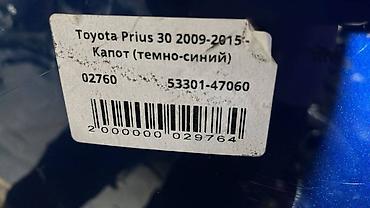 Toyota Prius 30 2009-2015 -
Капот (темно-синий)
02760 53301-47060
2 000000 029764